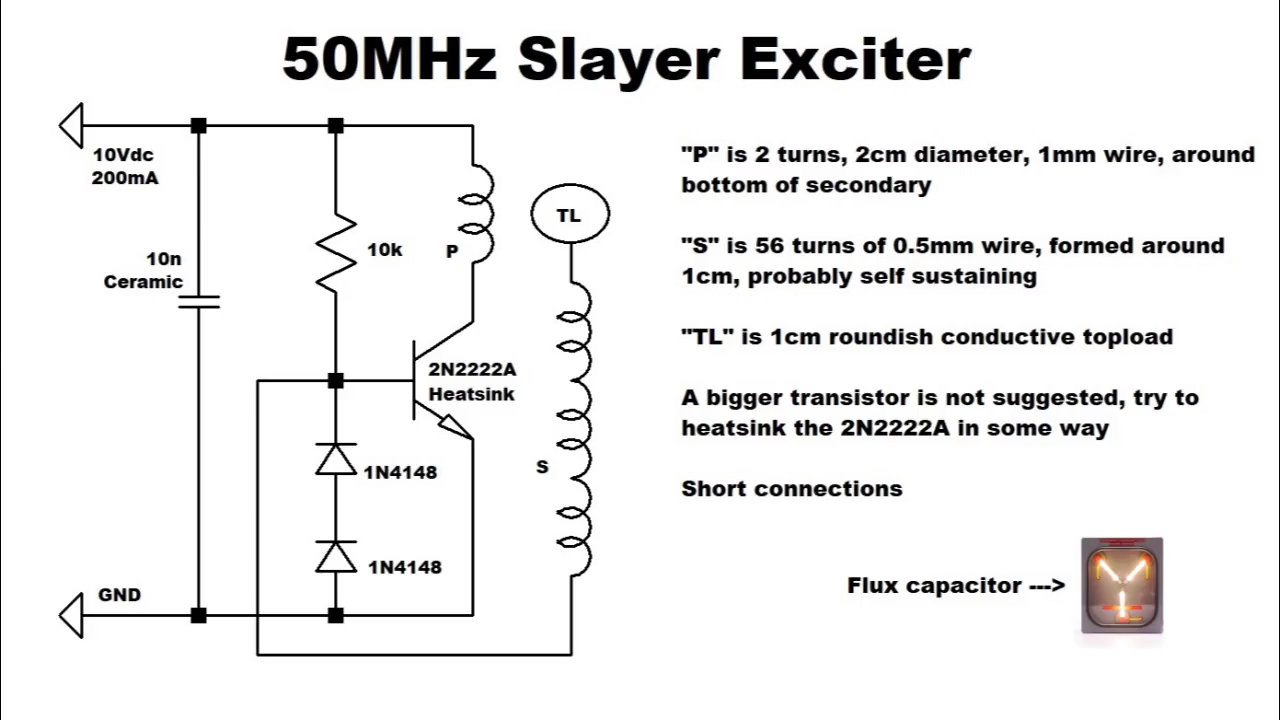 50MHz Slayer Exciter
10Vdc
200mA
10n
Ceramic
10k
P
TL
2N2222A
Heatsink
S
1N4148
1N4148
GND
"P" is 2 turns, 2cm diameter, 1mm wire, around
bottom of secondary
"S" is 56 turns of 0.5mm wire, formed around
1cm, probably self sustaining
"TL" is 1cm roundish conductive topload
A bigger transistor is not suggested, try to
heatsink the 2N2222A in some way
Short connections
Flux capacitor --->